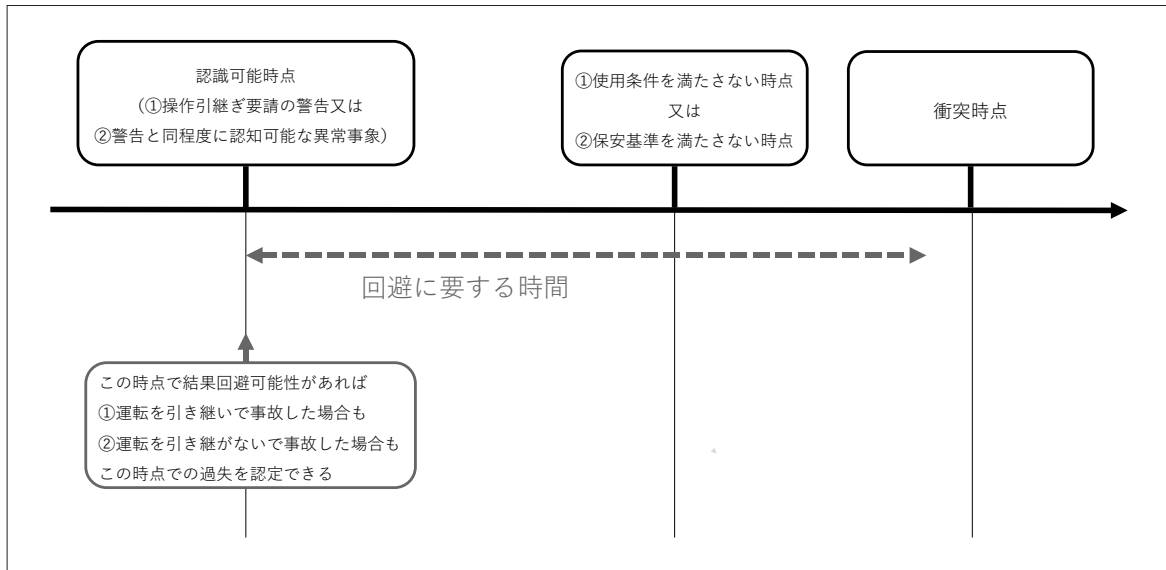 認識可能時点
（①操作引継ぎ要請の警告又は
②警告と同程度に認知可能な異常事象）
①使用条件を満たさない時点
又は
②保安基準を満たさない時点
衝突時点
回避に要する時間
この時点で結果回避可能性があれば
①運転を引き継いで事故した場合も
②運転を引き継がないで事故した場合も
この時点での過失を認定できる